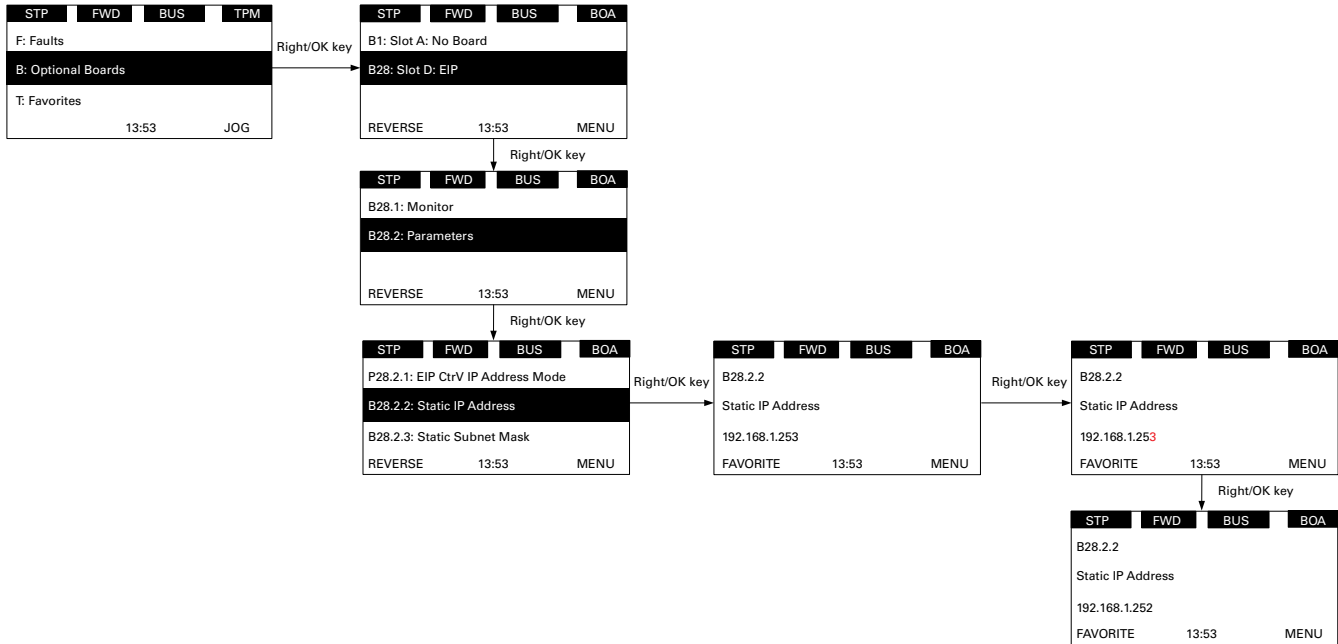 STP FWD BUS TPM
F: Faults
B: Optional Boards
T: Favorites
13:53 JOG
Right/OK key
STP FWD BUS BOA
B1: Slot A: No Board
B28: Slot D: EIP
REVERSE 13:53 MENU
Right/OK key
STP FWD BUS BOA
B28.1: Monitor
B28.2: Parameters
REVERSE 13:53 MENU
Right/OK key
STP FWD BUS BOA
P28.2.1: EIP CtrV IP Address Mode
B28.2.2: Static IP Address
B28.2.3: Static Subnet Mask
REVERSE 13:53 MENU
Right/OK key
STP FWD BUS BOA
B28.2.2
Static IP Address
192.168.1.253
FAVORITE 13:53 MENU
Right/OK key
STP FWD BUS BOA
B28.2.2
Static IP Address
192.168.1.253
FAVORITE 13:53 MENU
Right/OK key
STP FWD BUS BOA
B28.2.2
Static IP Address
192.168.1.252
FAVORITE 13:53 MENU